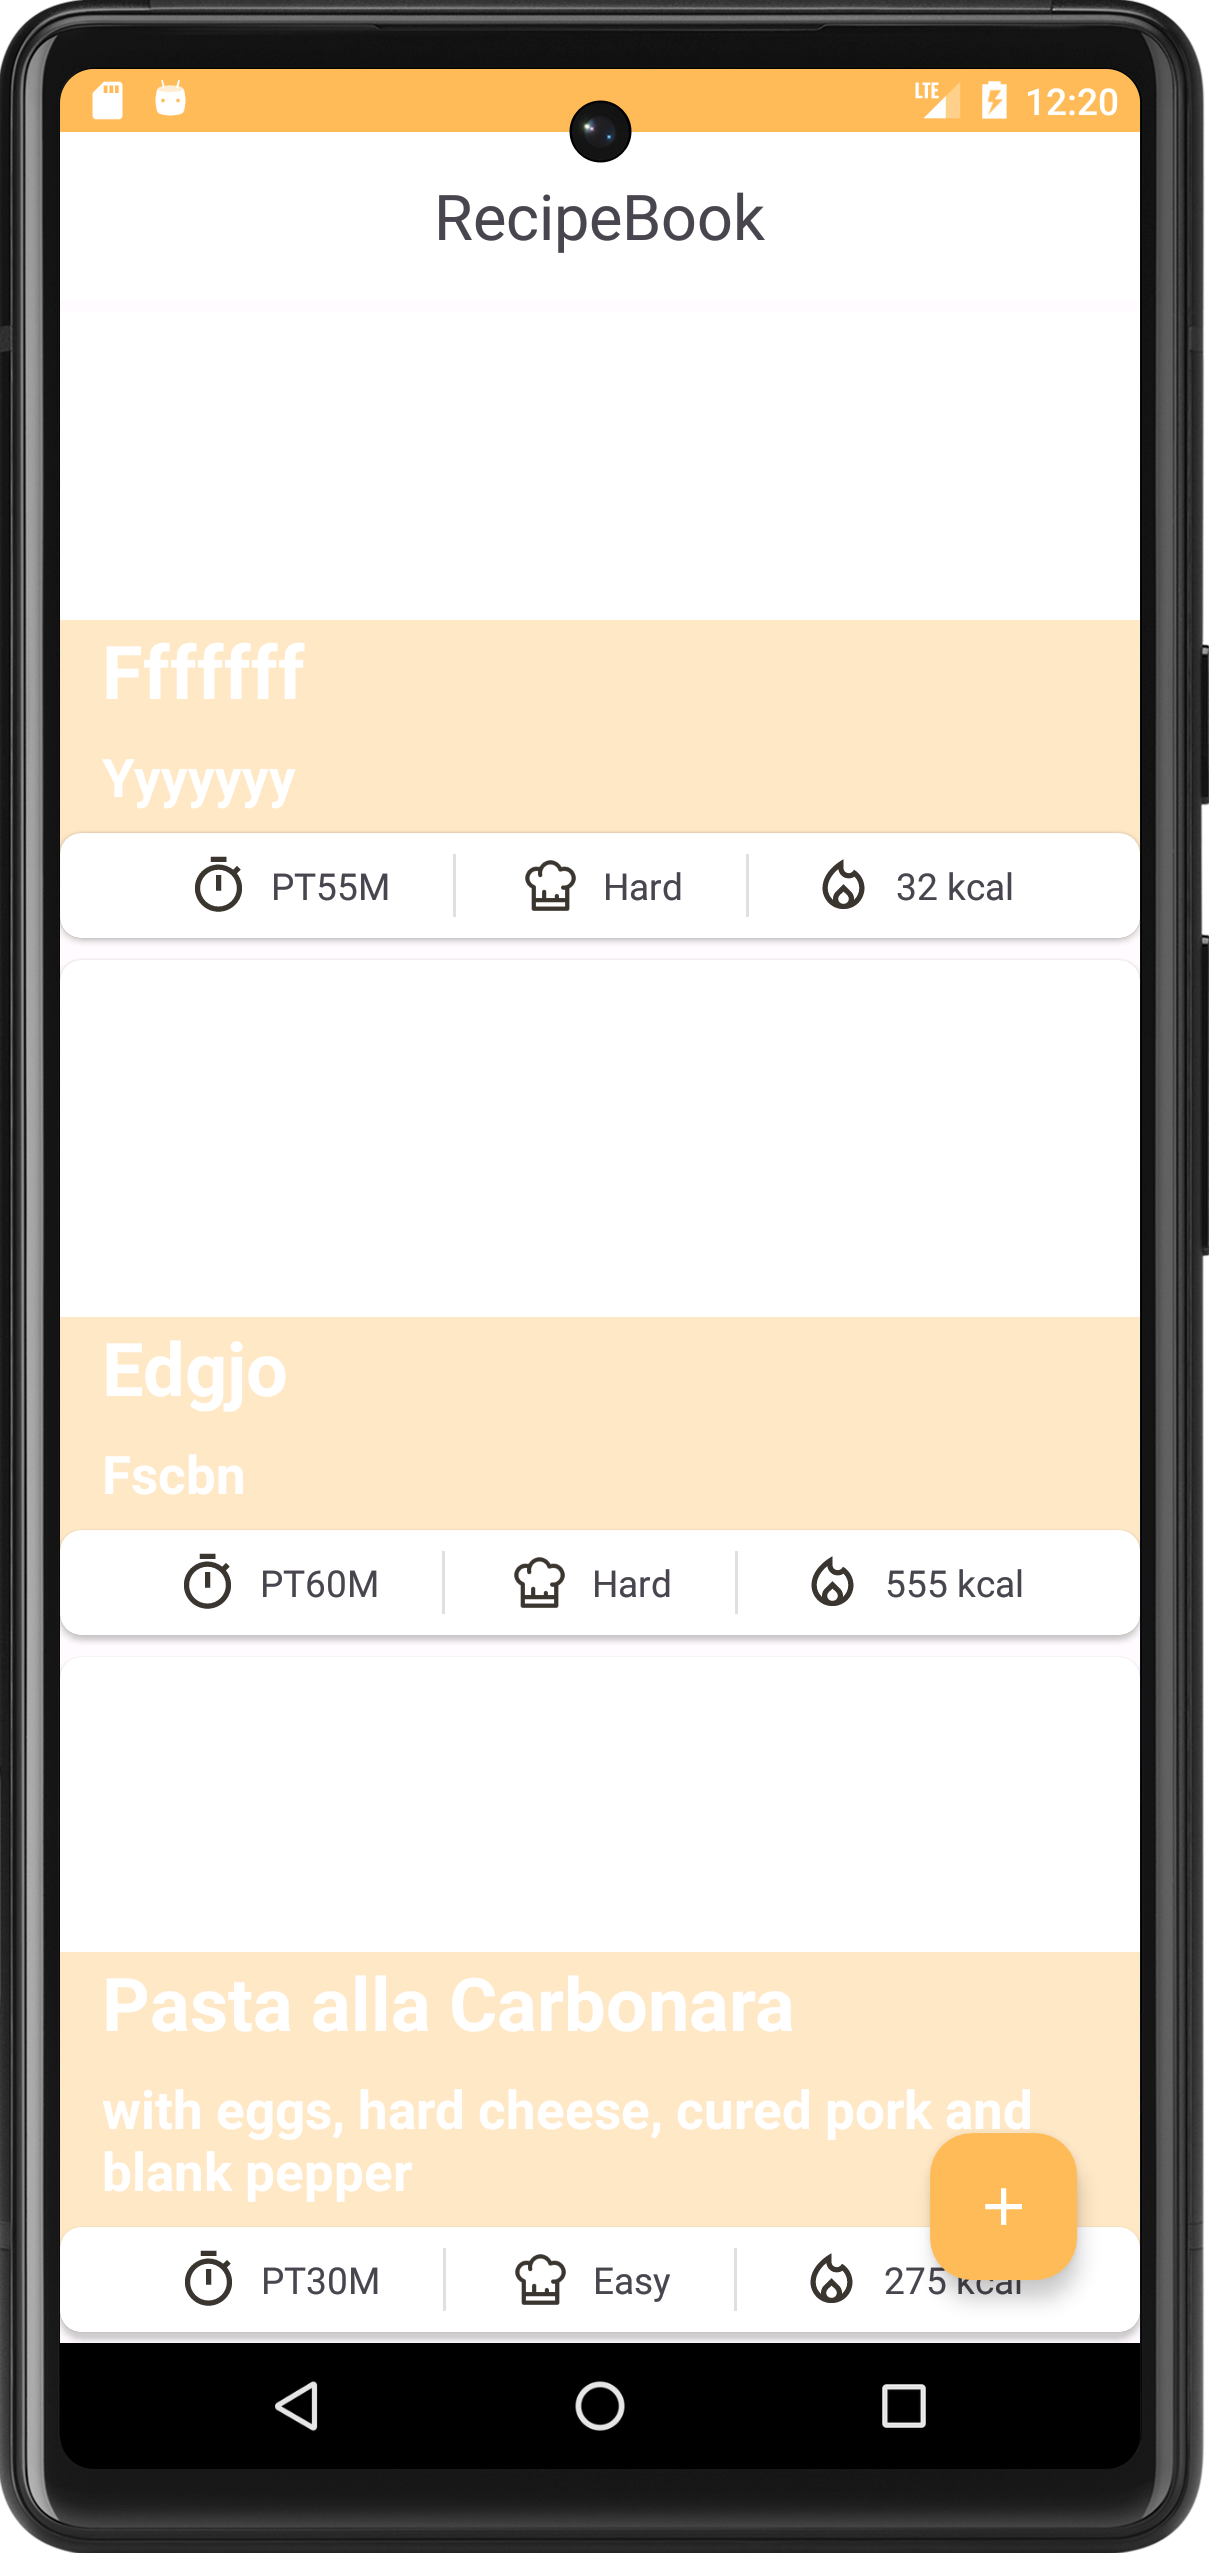 LTE 12:20
RecipeBook
Fffffff
Yyyyyyy
PT55M Hard 32 kcal
Edgjo
Fscbn
PT60M Hard 555 kcal
Pasta alla Carbonara
with eggs, hard cheese, cured pork and
blank pepper
PT30M Easy 275 kcal